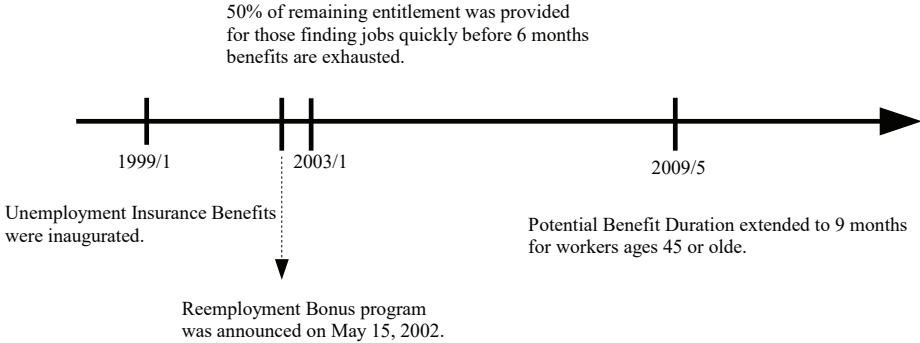 50% of remaining entitlement was provided
for those finding jobs quickly before 6 months
benefits are exhausted.
1999/1
2003/1
2009/5
Unemployment Insurance Benefits
were inaugurated.
Potential Benefit Duration extended to 9 months
for workers ages 45 or olde.
Reemployment Bonus program
was announced on May 15, 2002.